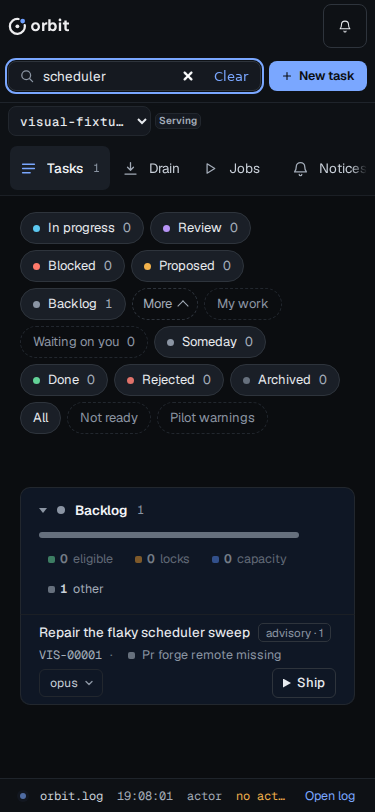 orbit
scheduler Clear + New task
visual-fixtu… Serving
Tasks 1 Drain Jobs Notices
In progress 0 Review 0
Blocked 0 Proposed 0
Backlog 1 More My work
Waiting on you 0 Someday 0
Done 0 Rejected 0 Archived 0
All Not ready Pilot warnings
Backlog 1
0 eligible 0 locks 0 capacity
1 other
Repair the flaky scheduler sweep advisory · 1
VIS-00001 · Pr forge remote missing
opus Ship
orbit.log 19:08:01 actor no act… Open log